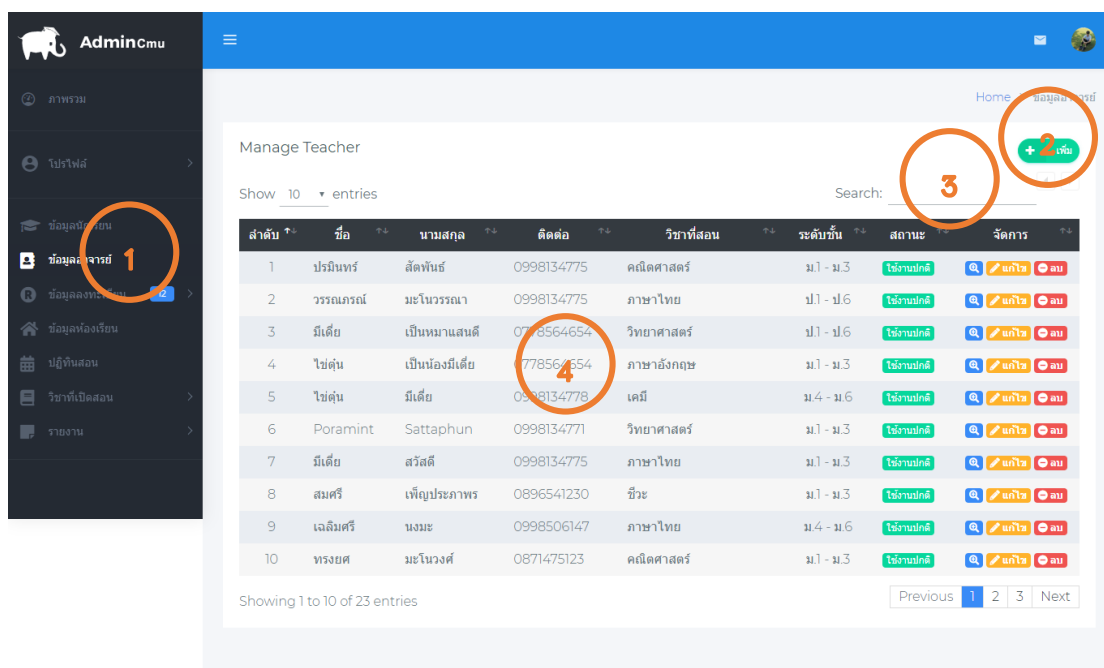 AdminCmu
ภาพรวม
โปรไฟล์
ข้อมูลนักเรียน
ข้อมูลอาจารย์
ข้อมูลลงทะเบียน
ข้อมูลห้องเรียน
ปฏิทินสอน
วิชาที่เปิดสอน
รายงาน
1
Home > ข้อมูลอาจารย์
Manage Teacher
2 เพิ่ม
Show 10 entries
Search:
3
ลำดับ ชื่อ นามสกุล ติดต่อ วิชาที่สอน ระดับชั้น สถานะ จัดการ
1 ปรมินทร์ สัตพันธ์ 0998134775 คณิตศาสตร์ ม.1 - ม.3 ใช้งานปกติ แก้ไข ลบ
2 วรรณภรณ์ มะโนวรรณา 0998134775 ภาษาไทย ป.1 - ป.6 ใช้งานปกติ แก้ไข ลบ
3 มีเดี่ย เป็นหมาแสนดี 0778564654 วิทยาศาสตร์ ป.1 - ป.6 ใช้งานปกติ แก้ไข ลบ
4 ไข่ตุ๋น เป็นน้องมีเดี่ย 0778564654 ภาษาอังกฤษ ม.1 - ม.3 ใช้งานปกติ แก้ไข ลบ
4
5 ไข่ตุ๋น มีเดี่ย 0998134778 เคมี ม.4 - ม.6 ใช้งานปกติ แก้ไข ลบ
6 Poramint Sattaphun 0998134771 วิทยาศาสตร์ ม.1 - ม.3 ใช้งานปกติ แก้ไข ลบ
7 มีเดี่ย สวัสดี 0998134775 ภาษาไทย ม.1 - ม.3 ใช้งานปกติ แก้ไข ลบ
8 สมศรี เพ็ญประภาพร 0896541230 ชีวะ ม.1 - ม.3 ใช้งานปกติ แก้ไข ลบ
9 เฉลิมศรี นงมะ 0998506147 ภาษาไทย ม.4 - ม.6 ใช้งานปกติ แก้ไข ลบ
10 ทรงยศ มะโนวงศ์ 0871475123 คณิตศาสตร์ ม.1 - ม.3 ใช้งานปกติ แก้ไข ลบ
Showing 1 to 10 of 23 entries
Previous 1 2 3 Next